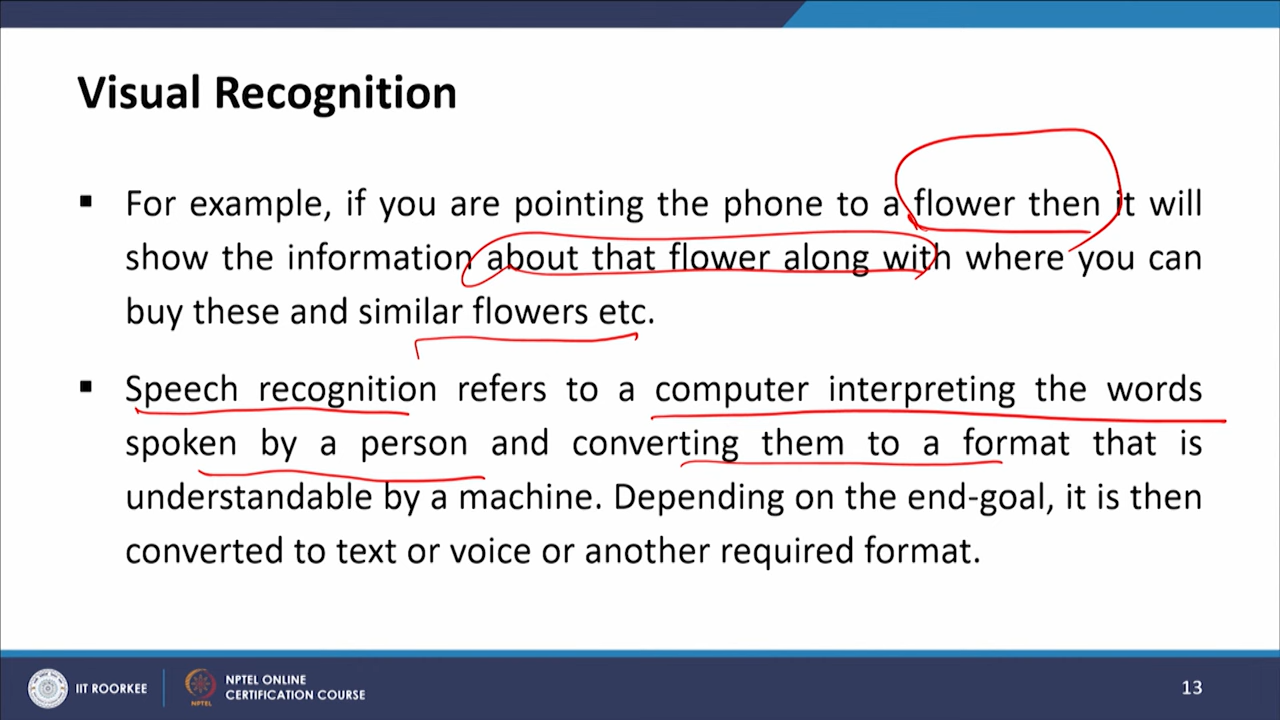 Visual Recognition
▪ For example, if you are pointing the phone to a flower then it will
show the information about that flower along with where you can
buy these and similar flowers etc.
▪ Speech recognition refers to a computer interpreting the words
spoken by a person and converting them to a format that is
understandable by a machine. Depending on the end-goal, it is then
converted to text or voice or another required format.
IIT ROORKEE
NPTEL
NPTEL ONLINE
CERTIFICATION COURSE
13